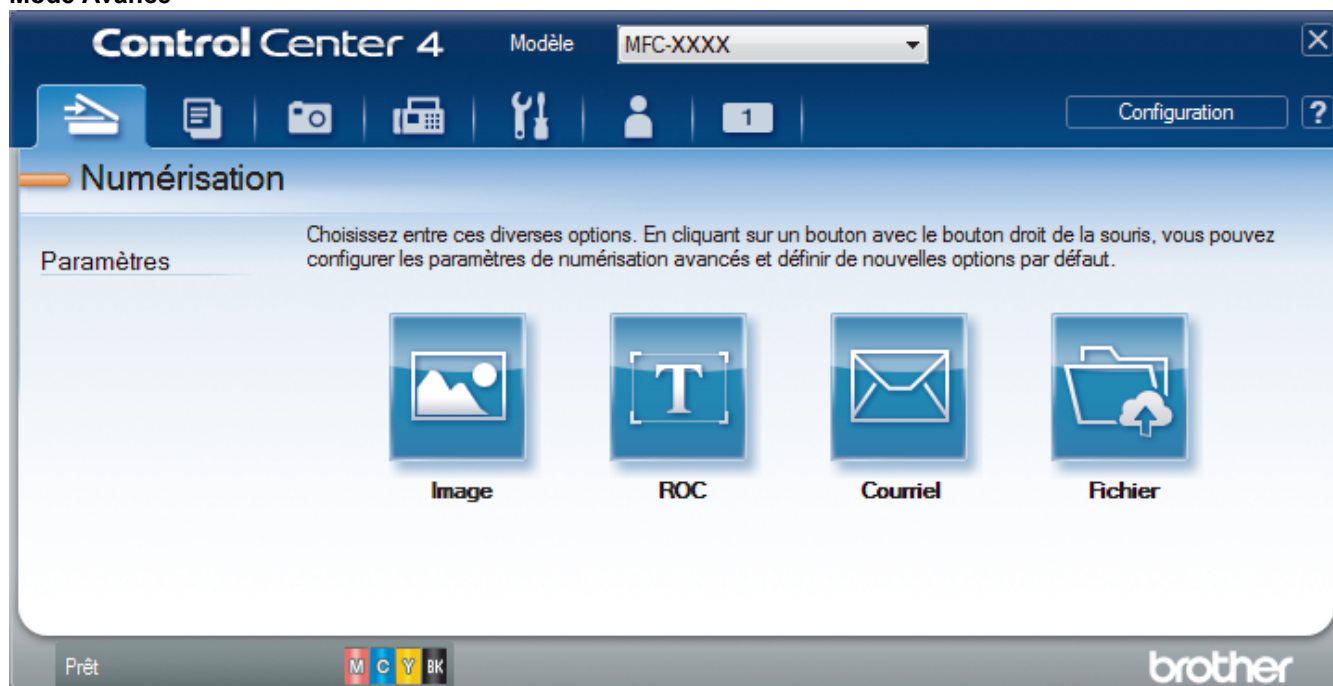 Mode Avancé
Control Center 4
Modèle
MFC-XXXX
1
Configuration
?
Numérisation
Paramètres
Choisissez entre ces diverses options. En cliquant sur un bouton avec le bouton droit de la souris, vous pouvez
configurer les paramètres de numérisation avancés et définir de nouvelles options par défaut.
T
Image
ROC
Courriel
Fichier
Prêt
M C Y BK
brother